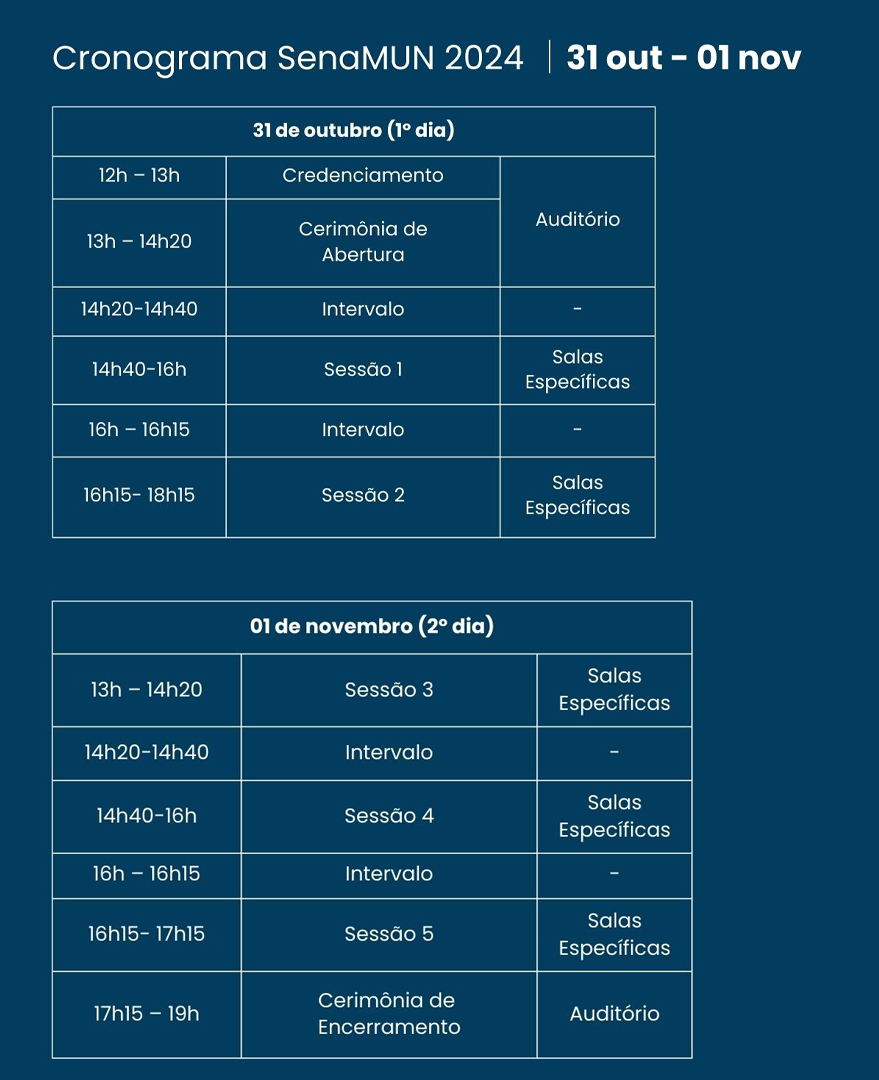 Cronograma SenaMUN 2024 | 31 out - 01 nov
31 de outubro (1º dia)
12h – 13h
Credenciamento
Auditório
13h – 14h20
Cerimônia de
Abertura
14h20-14h40
Intervalo
-
14h40-16h
Sessão 1
Salas
Específicas
16h – 16h15
Intervalo
-
16h15- 18h15
Sessão 2
Salas
Específicas
01 de novembro (2º dia)
13h – 14h20
Sessão 3
Salas
Específicas
14h20-14h40
Intervalo
-
14h40-16h
Sessão 4
Salas
Específicas
16h – 16h15
Intervalo
-
16h15- 17h15
Sessão 5
Salas
Específicas
17h15 – 19h
Cerimônia de
Encerramento
Auditório